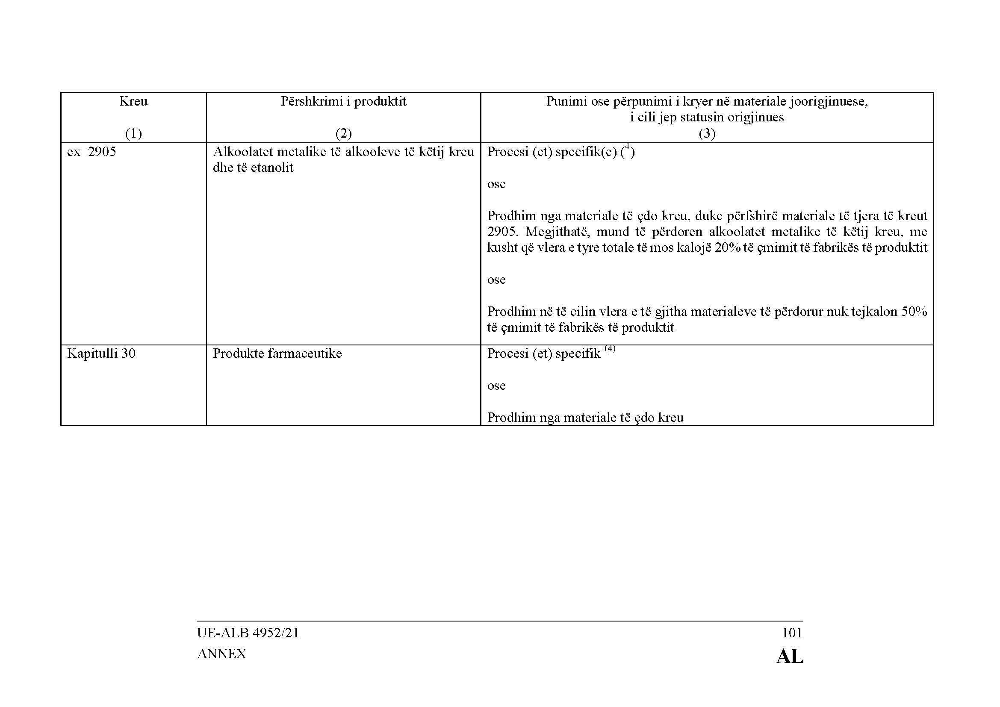 Kreu
(1)
Përshkrimi i produktit
(2)
Punimi ose përpunimi i kryer në materiale joorigjinuese,
i cili jep statusin origjinues
(3)
ex 2905
Alkoolatet metalike të alkooleve të këtij kreu
dhe të etanolit
Procesi (et) specifik(e) (4)
ose
Prodhim nga materiale të çdo kreu, duke përfshirë materiale të tjera të kreut
2905. Megjithatë, mund të përdoren alkoolatet metalike të këtij kreu, me
kusht që vlera e tyre totale të mos kalojë 20% të çmimit të fabrikës të produktit
ose
Prodhim në të cilin vlera e të gjitha materialeve të përdorur nuk tejkalon 50%
të çmimit të fabrikës të produktit
Kapitulli 30
Produkte farmaceutike
Procesi (et) specifik (4)
ose
Prodhim nga materiale të çdo kreu
UE-ALB 4952/21
101
ANNEX
AL